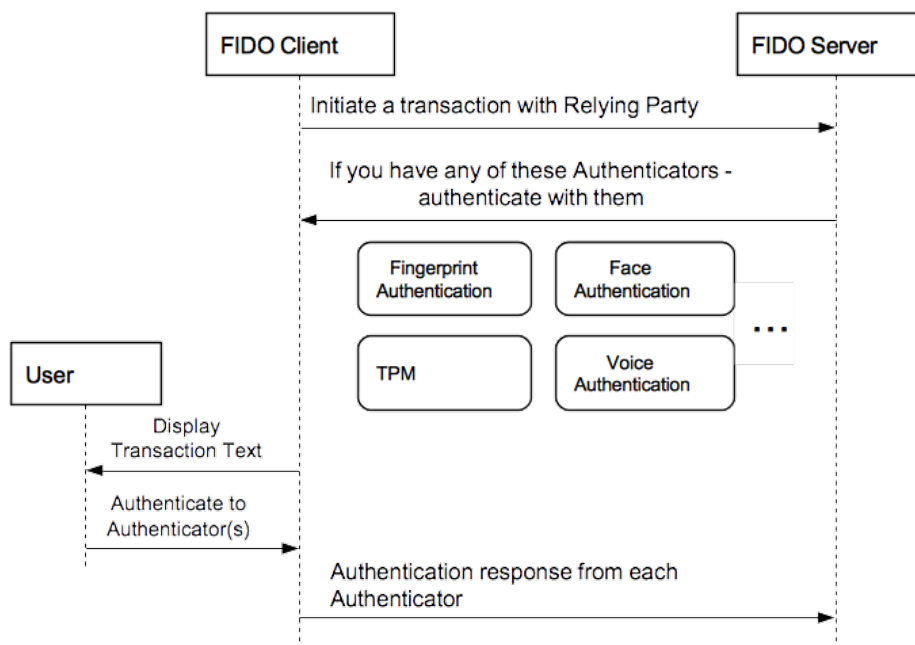 FIDO Client
FIDO Server
Initiate a transaction with Relying Party
If you have any of these Authenticators -
authenticate with them
Fingerprint
Authentication
Face
Authentication
...
TPM
Voice
Authentication
User
Display
Transaction Text
Authenticate to
Authenticator(s)
Authentication response from each
Authenticator